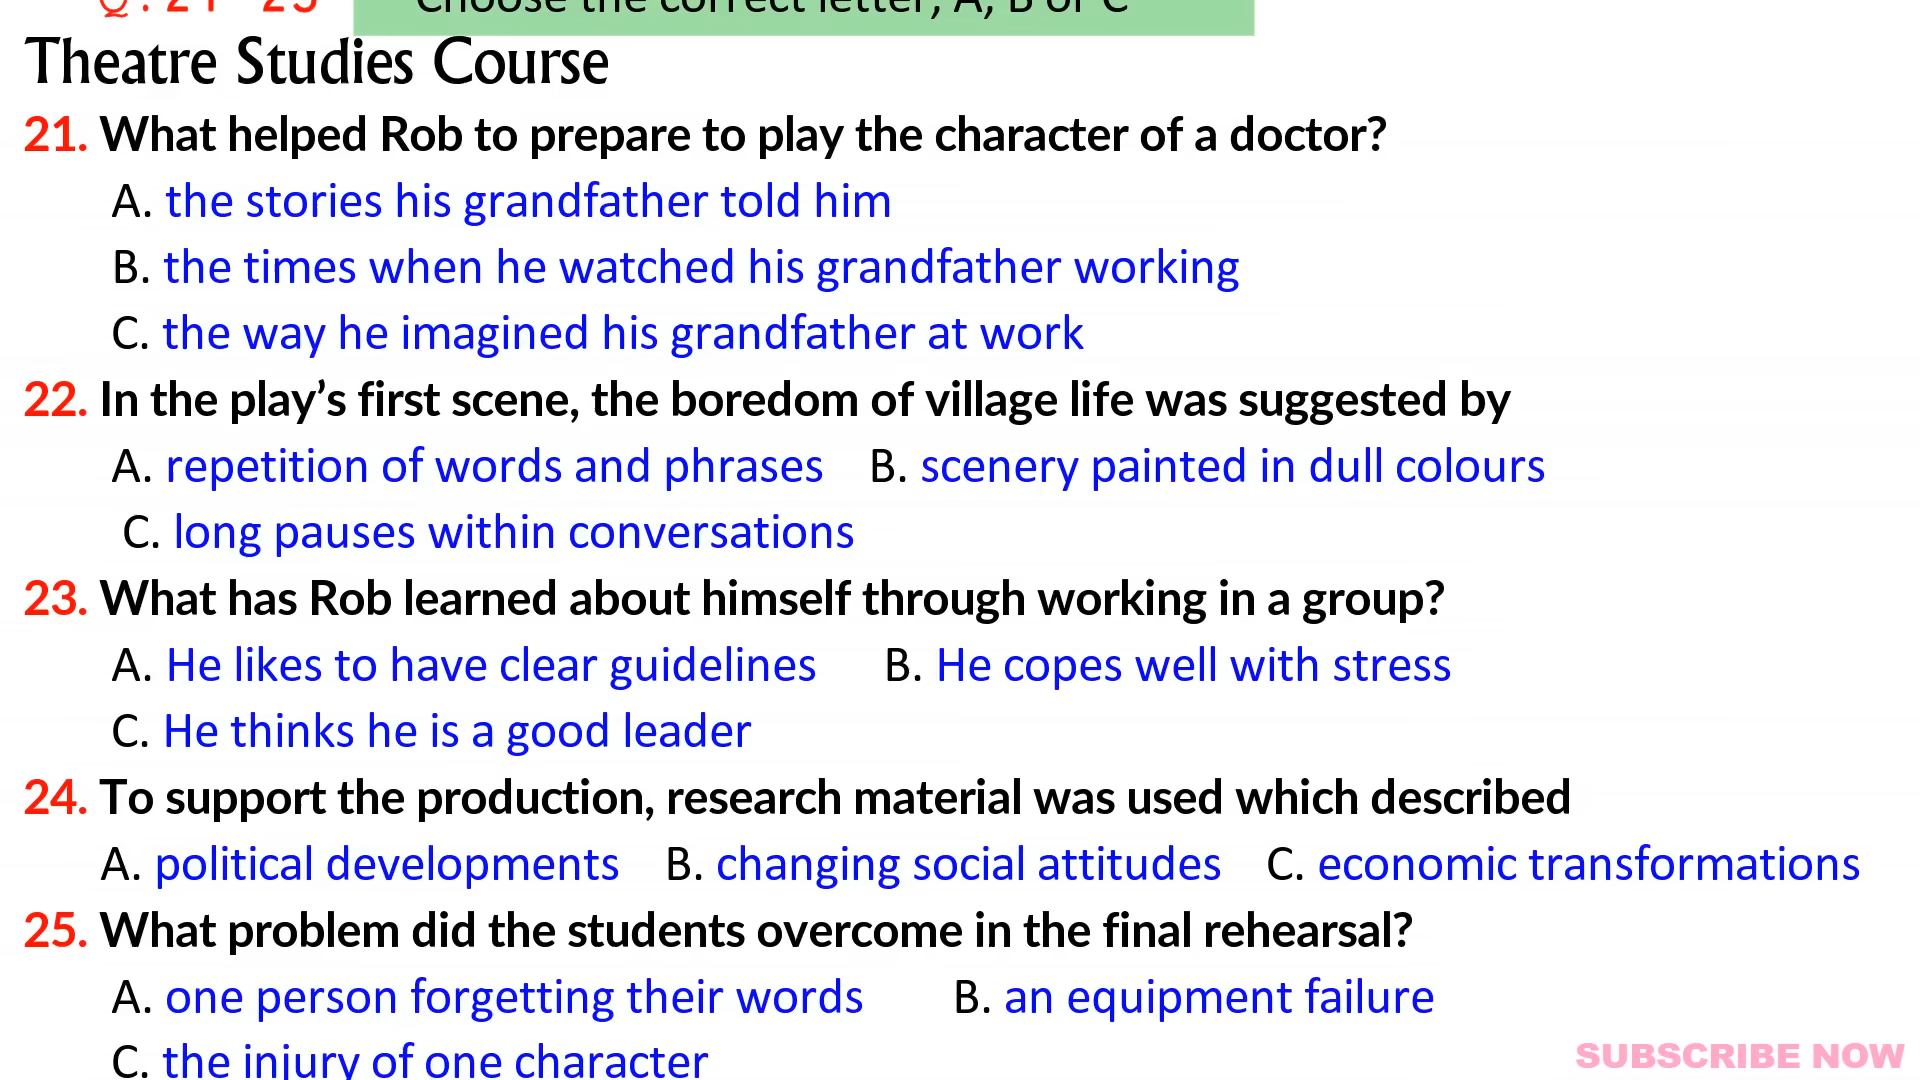 Q: 21-25 Choose the correct letter, A, B or C
Theatre Studies Course
21. What helped Rob to prepare to play the character of a doctor?
A. the stories his grandfather told him
B. the times when he watched his grandfather working
C. the way he imagined his grandfather at work
22. In the play’s first scene, the boredom of village life was suggested by
A. repetition of words and phrases B. scenery painted in dull colours
C. long pauses within conversations
23. What has Rob learned about himself through working in a group?
A. He likes to have clear guidelines B. He copes well with stress
C. He thinks he is a good leader
24. To support the production, research material was used which described
A. political developments B. changing social attitudes C. economic transformations
25. What problem did the students overcome in the final rehearsal?
A. one person forgetting their words B. an equipment failure
C. the injury of one character
SUBSCRIBE NOW